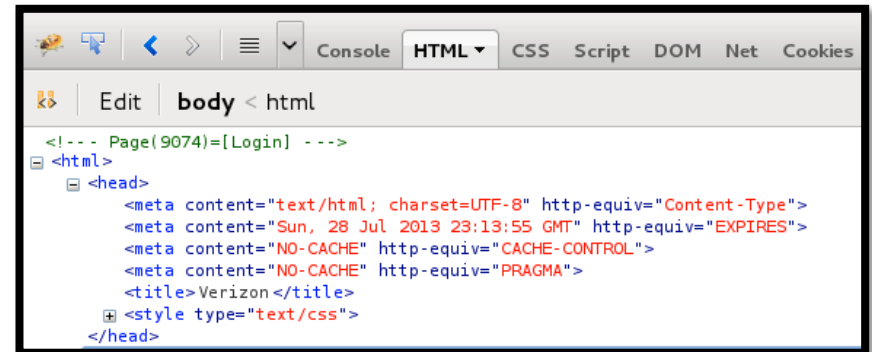 Console HTML CSS Script DOM Net Cookies
Edit body < html
<!--- Page(9074)=[Login] --->
<html>
<head>
<meta content="text/html; charset=UTF-8" http-equiv="Content-Type">
<meta content="Sun, 28 Jul 2013 23:13:55 GMT" http-equiv="EXPIRES">
<meta content="NO-CACHE" http-equiv="CACHE-CONTROL">
<meta content="NO-CACHE" http-equiv="PRAGMA">
<title>Verizon</title>
<style type="text/css">
</head>